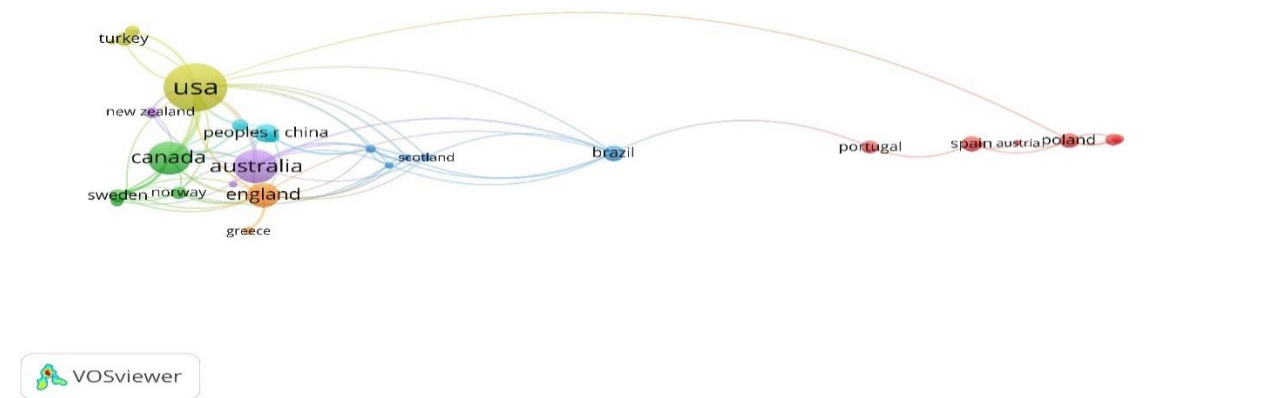 turkey
usa
new zealand
peoples r china
canada
australia
scotland
brazil
portugal
spain
austria
poland
sweden
norway
england
greece
VOSviewer